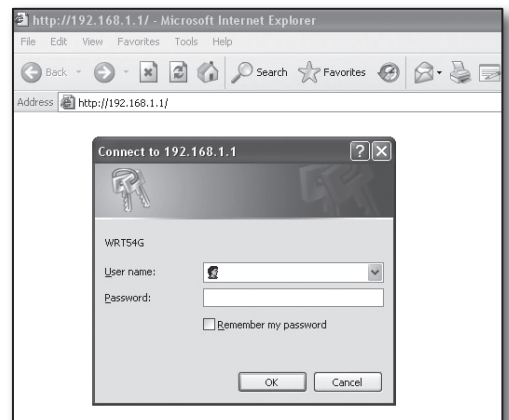 http://192.168.1.1/ - Microsoft Internet Explorer
File Edit View Favorites Tools Help
Back Search Favorites
Address http://192.168.1.1/
Connect to 192.168.1.1
WRT54G
User name:
Password:
Remember my password
OK Cancel